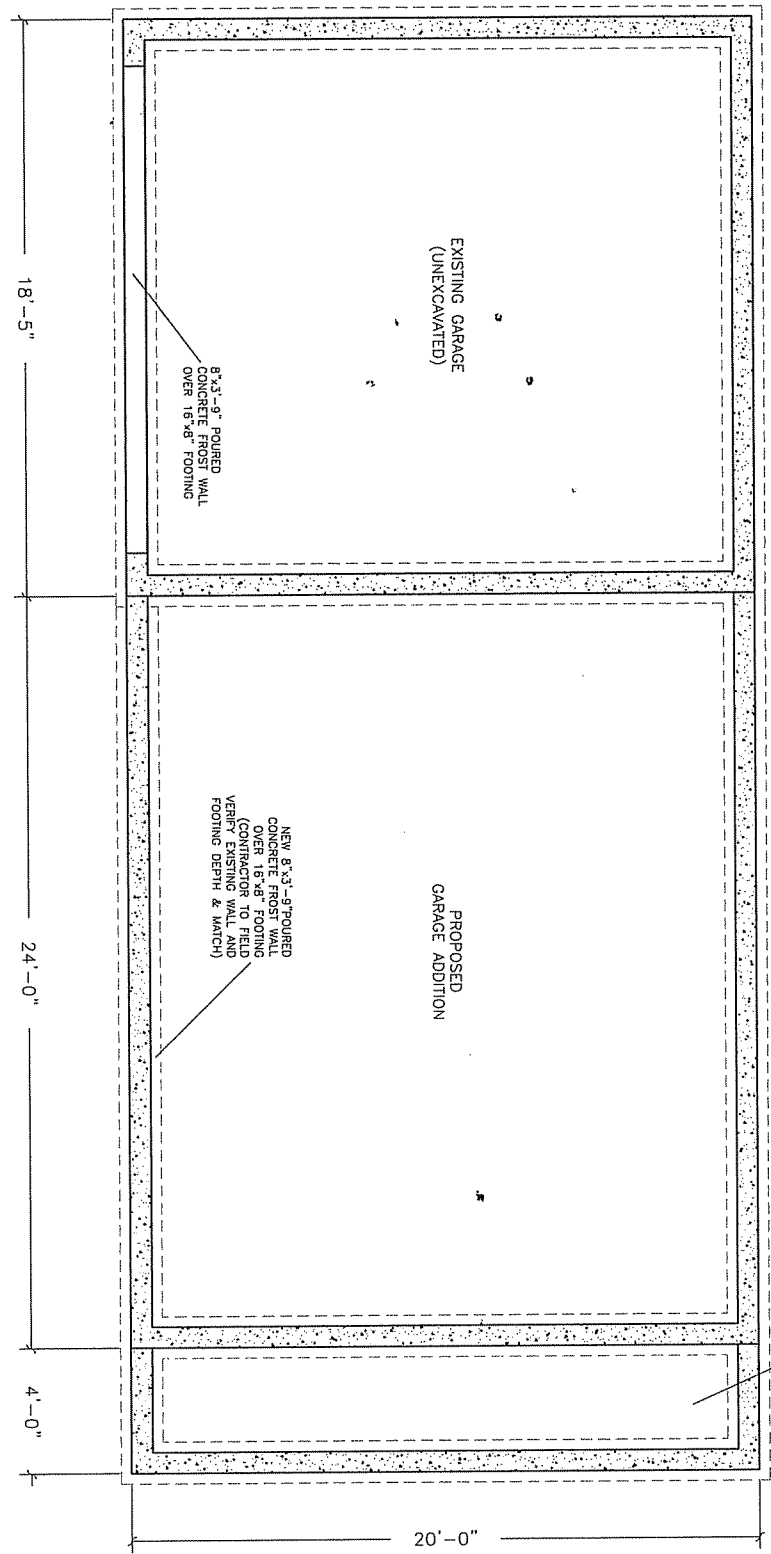 EXISTING GARAGE
(UNEXCAVATED)
8"x3'-9" POURED
CONCRETE FROST WALL
OVER 16"x8" FOOTING
18'-5"
PROPOSED
GARAGE ADDITION
NEW 8"x3'-9"POURED
CONCRETE FROST WALL
OVER 16"x8" FOOTING
(CONTRACTOR TO FIELD
VERIFY EXISTING WALL AND
FOOTING DEPTH & MATCH)
24'-0"
4'-0"
20'-0"